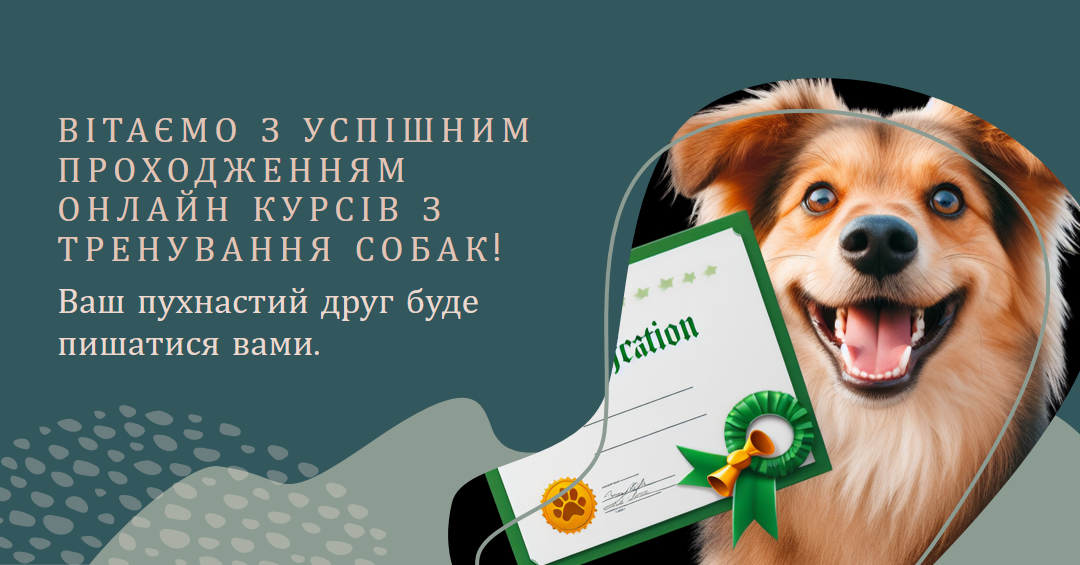 ВІТАЄМО З УСПІШНИМ
ПРОХОДЖЕННЯМ
ОНЛАЙН КУРСІВ З
ТРЕНУВАННЯ СОБАК!
Ваш пухнастий друг буде
пишатися вами.